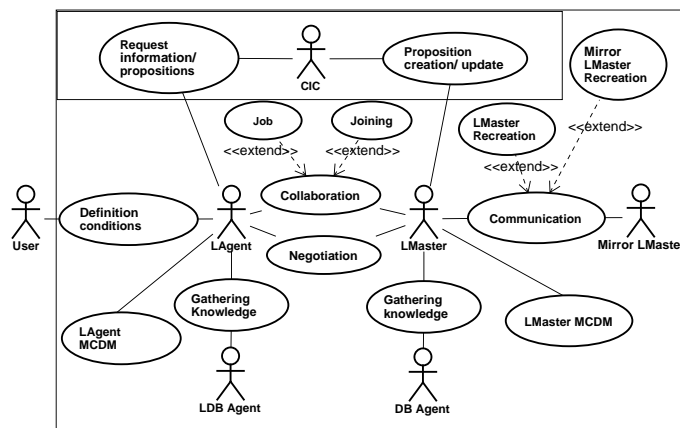 Request
information/
propositions
CIC
Proposition
creation/ update
Mirror
LMaster
Recreation
Job
Joining
LMaster
Recreation
<<extend>>
<<extend>>
<<extend>>
<<extend>>
Collaboration
User
Definition
conditions
LAgent
Negotiation
LMaster
Communication
Mirror LMaster
Gathering
Knowledge
Gathering
knowledge
LAgent
MCDM
LMaster MCDM
LDB Agent
DB Agent